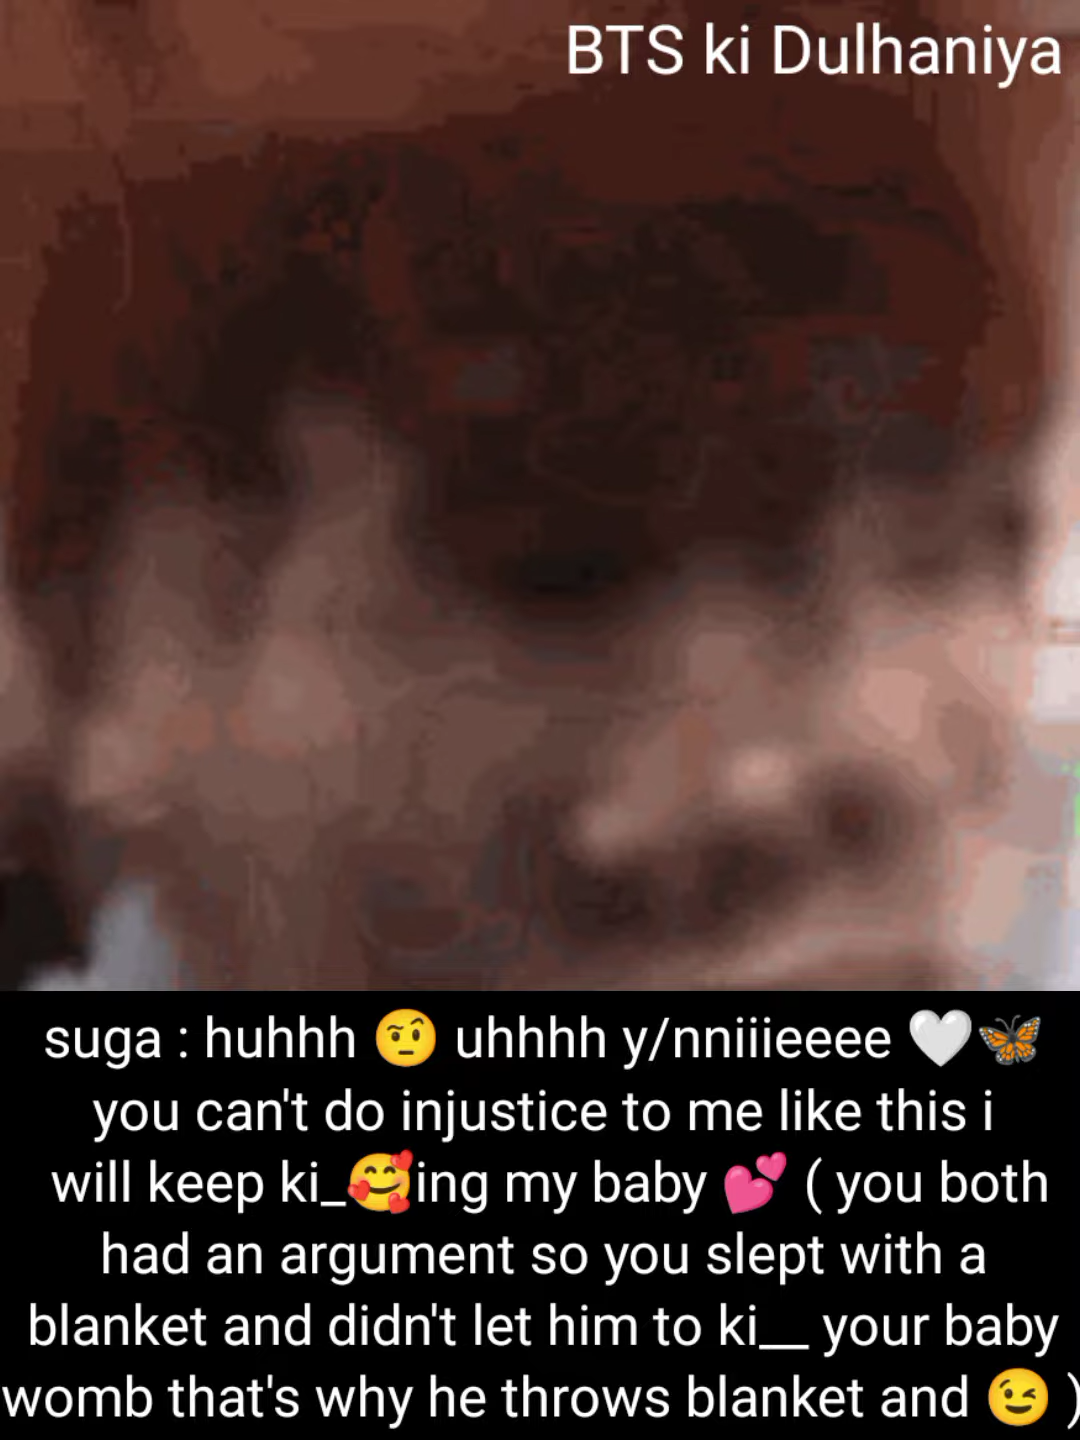 BTS ki Dulhaniya
suga : huhhh 🤨 uhhhh y/nniiieeee 🤍🦋
you can't do injustice to me like this i
will keep ki_🥰ing my baby 💕 ( you both
had an argument so you slept with a
blanket and didn't let him to ki__ your baby
womb that's why he throws blanket and 😉 )